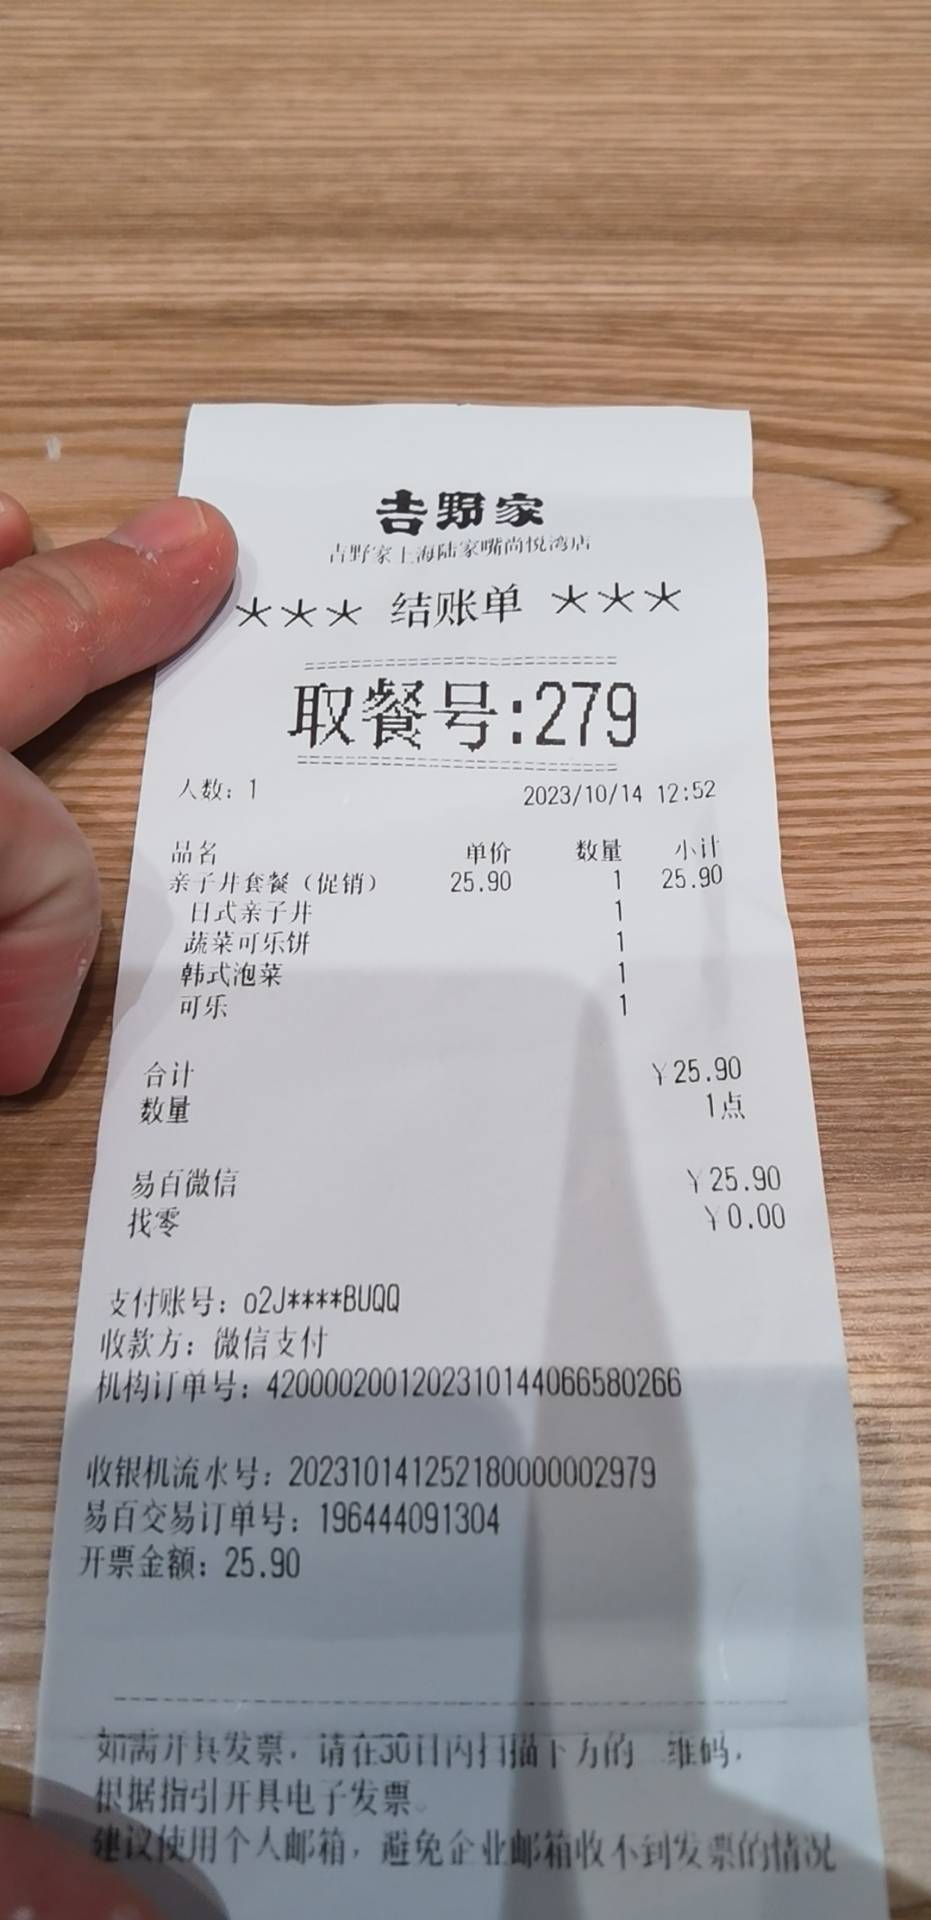 吉野家
吉野家上海陆家嘴尚悦湾店
*** 结账单 ***
取餐号:279
人数: 1 2023/10/14 12:52
品名 单价 数量 小计
亲子丼套餐(促销) 25.90 1 25.90
日式亲子丼 1
蔬菜可乐饼 1
韩式泡菜 1
可乐 1
合计 ¥25.90
数量 1点
易百微信 ¥25.90
找零 ¥0.00
支付账号: o2J****BUQQ
收款方: 微信支付
机构订单号: 4200002001202310144066580266
收银机流水号: 202310141252180000002979
易百交易订单号: 196444091304
开票金额: 25.90
如需开具发票, 请在30日内扫描下方的二维码,
根据指引开具电子发票。
建议使用个人邮箱, 避免企业邮箱收不到发票的情况